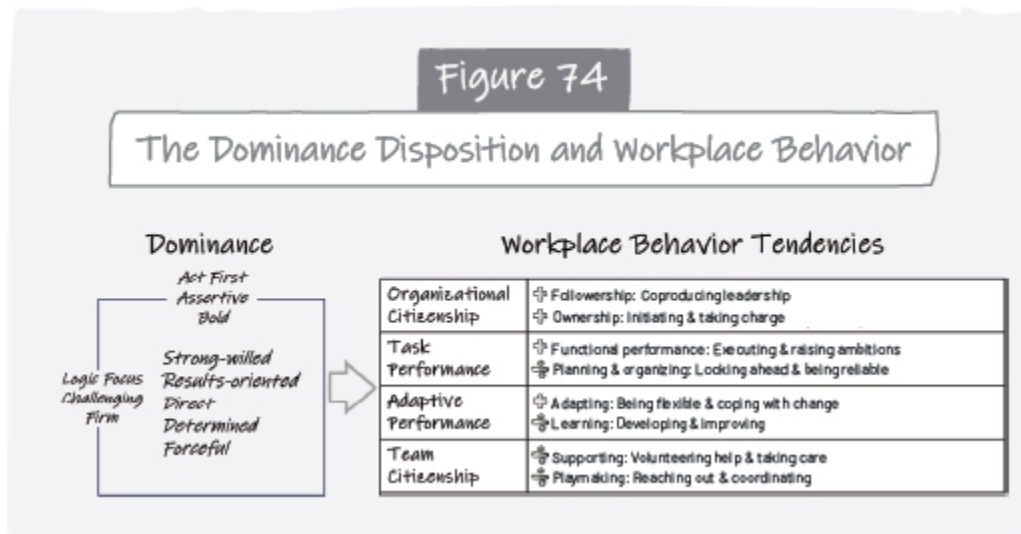 Figure 74
The Dominance Disposition and Workplace Behavior
Dominance
Act First
Assertive
Bold
Logic Focus
Challenging
Firm
Strong-willed
Results-oriented
Direct
Determined
Forceful
Workplace Behavior Tendencies
Organizational
Citizenship
Followership: Coproducing leadership
Ownership: Initiating & taking charge
Task
Performance
Functional performance: Executing & raising ambitions
Planning & organizing: Looking ahead & being reliable
Adaptive
Performance
Adapting: Being flexible & coping with change
Learning: Developing & improving
Team
Citizenship
Supporting: Volunteering help & taking care
Playmaking: Reaching out & coordinating